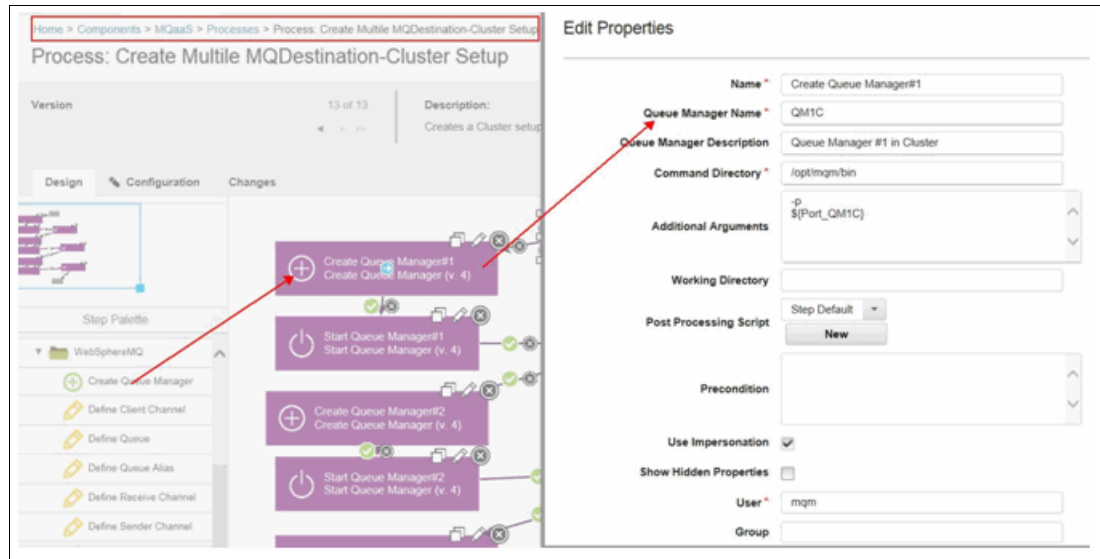 Home > Components > MQaaS > Processes > Process: Create Multile MQDestination-Cluster Setup
Process: Create Multile MQDestination-Cluster Setup
Version
13 of 13
Description:
Creates a Cluster setup
Design
Configuration
Changes
Create Queue Manager#1
Create Queue Manager (v. 4)
Start Queue Manager#1
Start Queue Manager (v. 4)
Create Queue Manager#2
Create Queue Manager (v. 4)
Start Queue Manager#2
Start Queue Manager (v. 4)
Step Palette
WebSphereMQ
Create Queue Manager
Define Client Channel
Define Queue
Define Queue Alias
Define Receive Channel
Define Sender Channel
Edit Properties
Name * Create Queue Manager#1
Queue Manager Name * QM1C
Queue Manager Description Queue Manager #1 in Cluster
Command Directory * /opt/mqm/bin
Additional Arguments
-p
${Port_QM1C}
Working Directory
Post Processing Script
Step Default
New
Precondition
Use Impersonation
Show Hidden Properties
User * mqm
Group